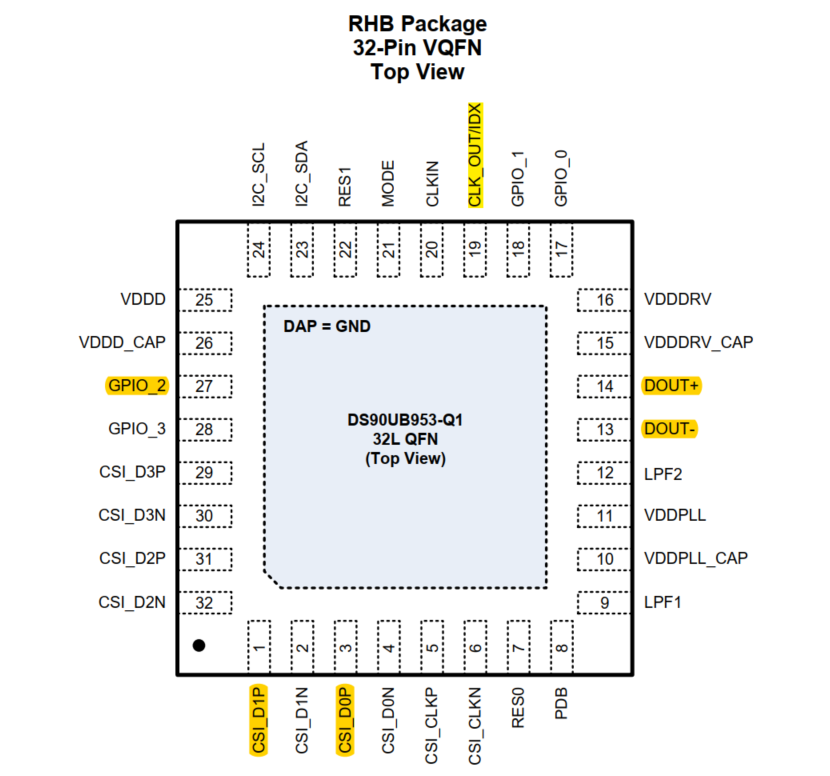 RHB Package
32-Pin VQFN
Top View
I2C_SCL
I2C_SDA
RES1
MODE
CLKIN
CLK_OUT/IDX
GPIO_1
GPIO_0
24
23
22
21
20
19
18
17
VDDD 25
VDDD_CAP 26
GPIO_2 27
GPIO_3 28
CSI_D3P 29
CSI_D3N 30
CSI_D2P 31
CSI_D2N 32
DAP = GND
DS90UB953-Q1
32L QFN
(Top View)
16 VDDDRV
15 VDDDRV_CAP
14 DOUT+
13 DOUT-
12 LPF2
11 VDDPLL
10 VDDPLL_CAP
9 LPF1
1
2
3
4
5
6
7
8
CSI_D1P
CSI_D1N
CSI_D0P
CSI_D0N
CSI_CLKP
CSI_CLKN
RES0
PDB